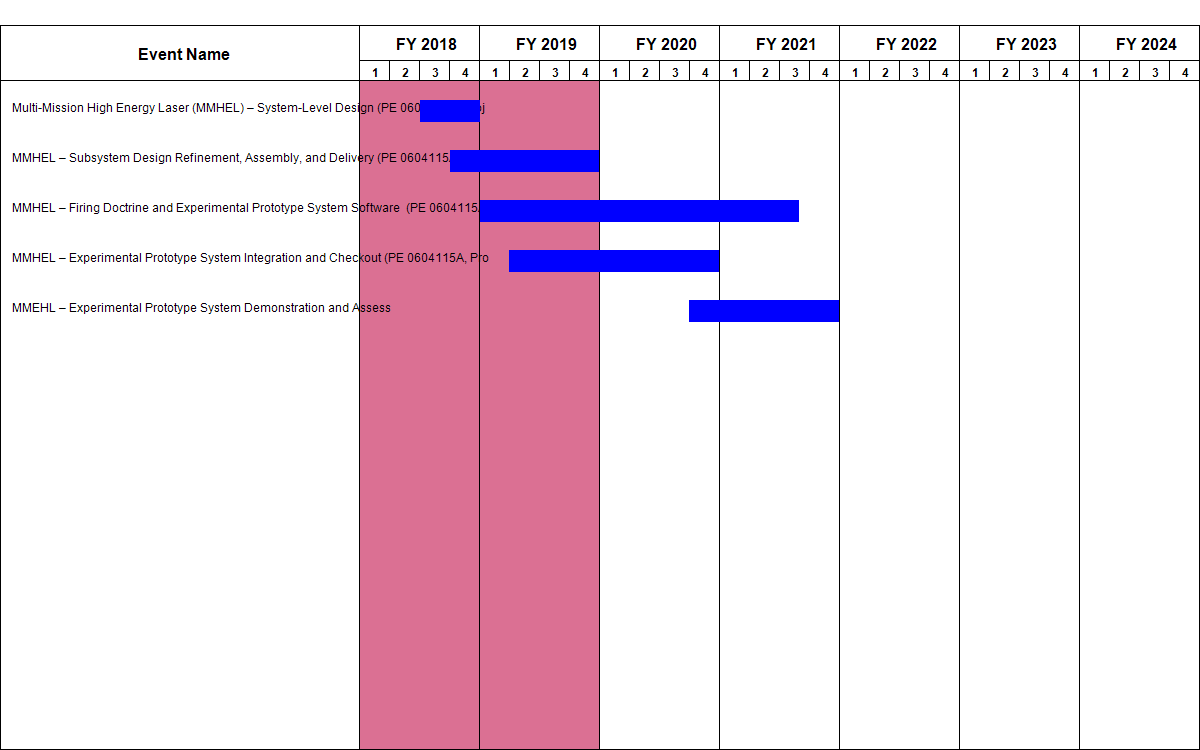 Event Name
FY 2018 FY 2019 FY 2020 FY 2021 FY 2022 FY 2023 FY 2024
1 2 3 4 1 2 3 4 1 2 3 4 1 2 3 4 1 2 3 4 1 2 3 4 1 2 3 4
Multi-Mission High Energy Laser (MMHEL) – System-Level Design (PE 060
MMHEL – Subsystem Design Refinement, Assembly, and Delivery (PE 0604115
MMHEL – Firing Doctrine and Experimental Prototype System Software (PE 0604115
MMHEL – Experimental Prototype System Integration and Checkout (PE 0604115A, Pro
MMEHL – Experimental Prototype System Demonstration and Assess